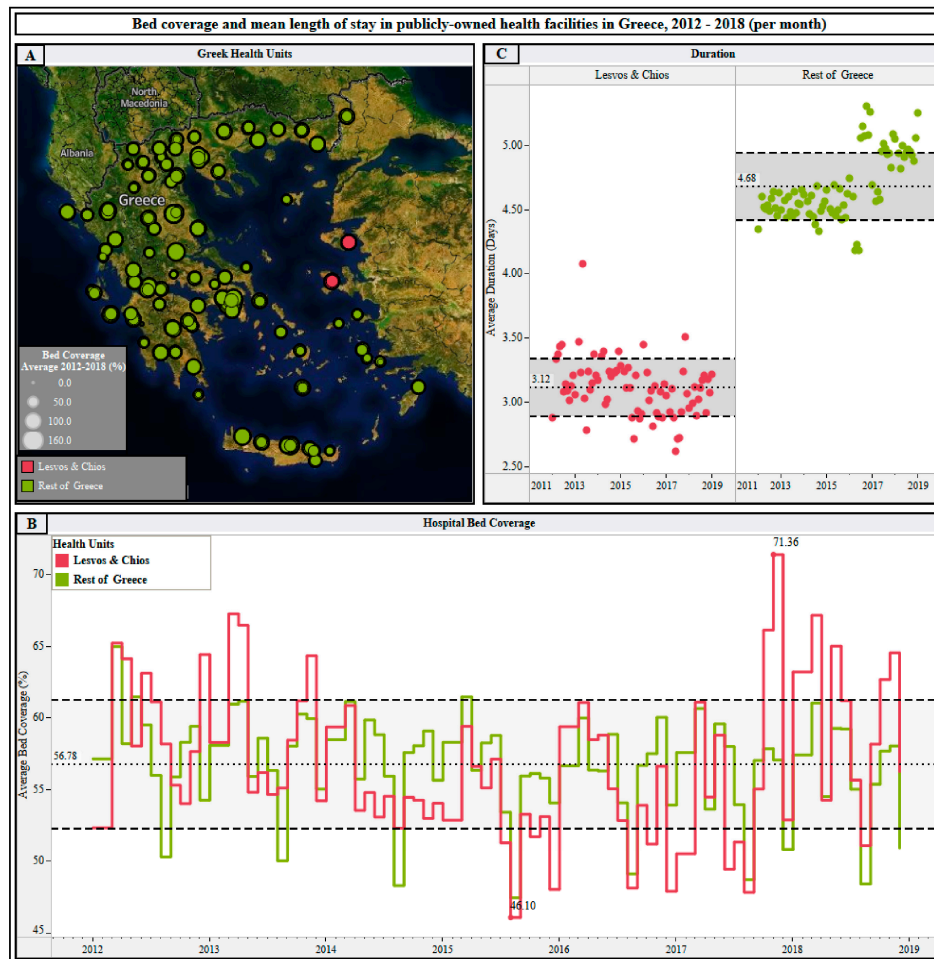 Bed coverage and mean length of stay in publicly-owned health facilities in Greece, 2012 - 2018 (per month)
A
Greek Health Units
North
Macedonia
Albania
Greece
Bed Coverage
Average 2012-2018 (%)
0.0
50.0
100.0
160.0
Lesvos & Chios
Rest of Greece
C
Duration
Lesvos & Chios
Rest of Greece
Average Duration (Days)
5.00
4.50
4.00
3.50
3.00
2.50
4.68
3.12
2011
2013
2015
2017
2019
2011
2013
2015
2017
2019
B
Hospital Bed Coverage
Health Units
Lesvos & Chios
Rest of Greece
Average Bed Coverage (%)
70
65
60
55
50
45
56.78
71.36
46.10
2012
2013
2014
2015
2016
2017
2018
2019